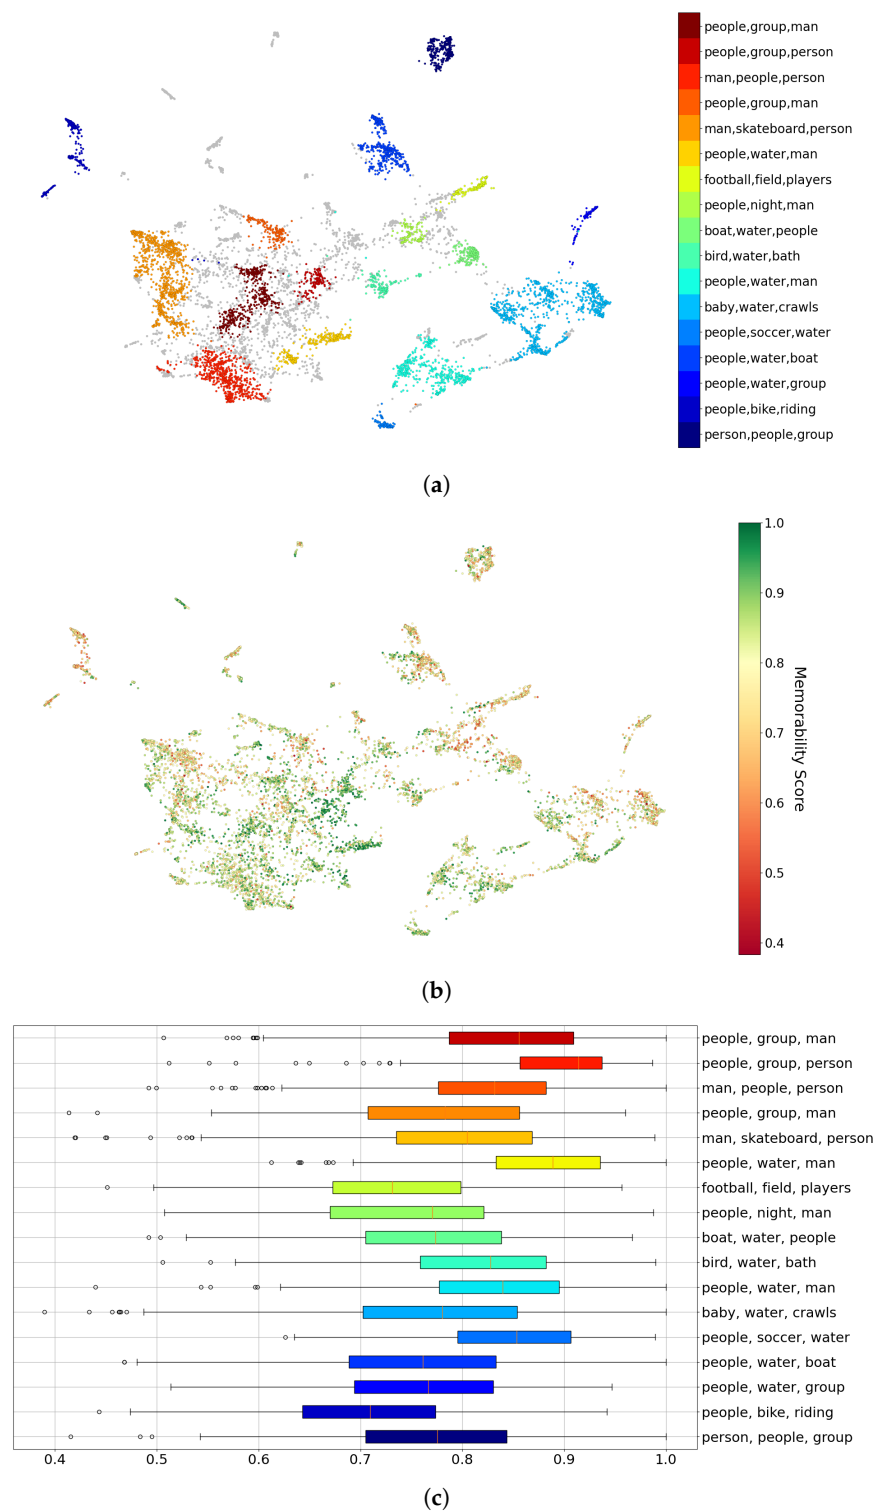 people,group,man
people,group,person
man,people,person
people,group,man
man,skateboard,person
people,water,man
football,field,players
people,night,man
boat,water,people
bird,water,bath
people,water,man
baby,water,crawls
people,soccer,water
people,water,boat
people,water,group
people,bike,riding
person,people,group
(a)
1.0
0.9
0.8
0.7
0.6
0.5
0.4
Memorability Score
(b)
people, group, man
people, group, person
man, people, person
people, group, man
man, skateboard, person
people, water, man
football, field, players
people, night, man
boat, water, people
bird, water, bath
people, water, man
baby, water, crawls
people, soccer, water
people, water, boat
people, water, group
people, bike, riding
person, people, group
0.4 0.5 0.6 0.7 0.8 0.9 1.0
(c)